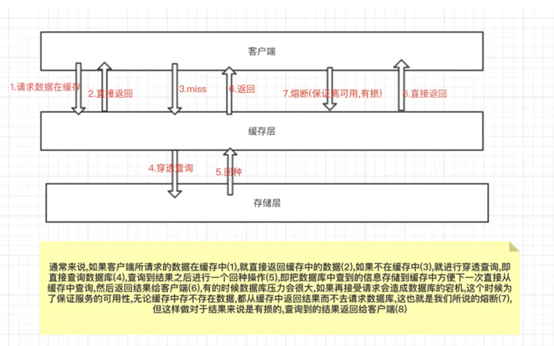 客户端
1.请求数据在缓存
2.直接返回
3.miss
6.返回
7.熔断(保证高可用,有损)
8.直接返回
缓存层
4.穿透查询
5.回种
存储层
通常来说,如果客户端所请求的数据在缓存中(1),就直接返回缓存中的数据(2),如果不在缓存中(3),就进行穿透查询,即
直接查询数据库(4),查询到结果之后进行一个回种操作(5),即把数据库中查到的信息存储到缓存中方便下一次直接从
缓存中查询,然后返回结果给客户端(6),有的时候数据库压力会很大,如果再接受请求会造成数据库的宕机,这个时候为
了保证服务的可用性,无论缓存中存不存在数据,都从缓存中返回结果而不去请求数据库,这也就是我们所说的熔断(7),
但这样做对于结果来说是有损的,查询到的结果返回给客户端(8)